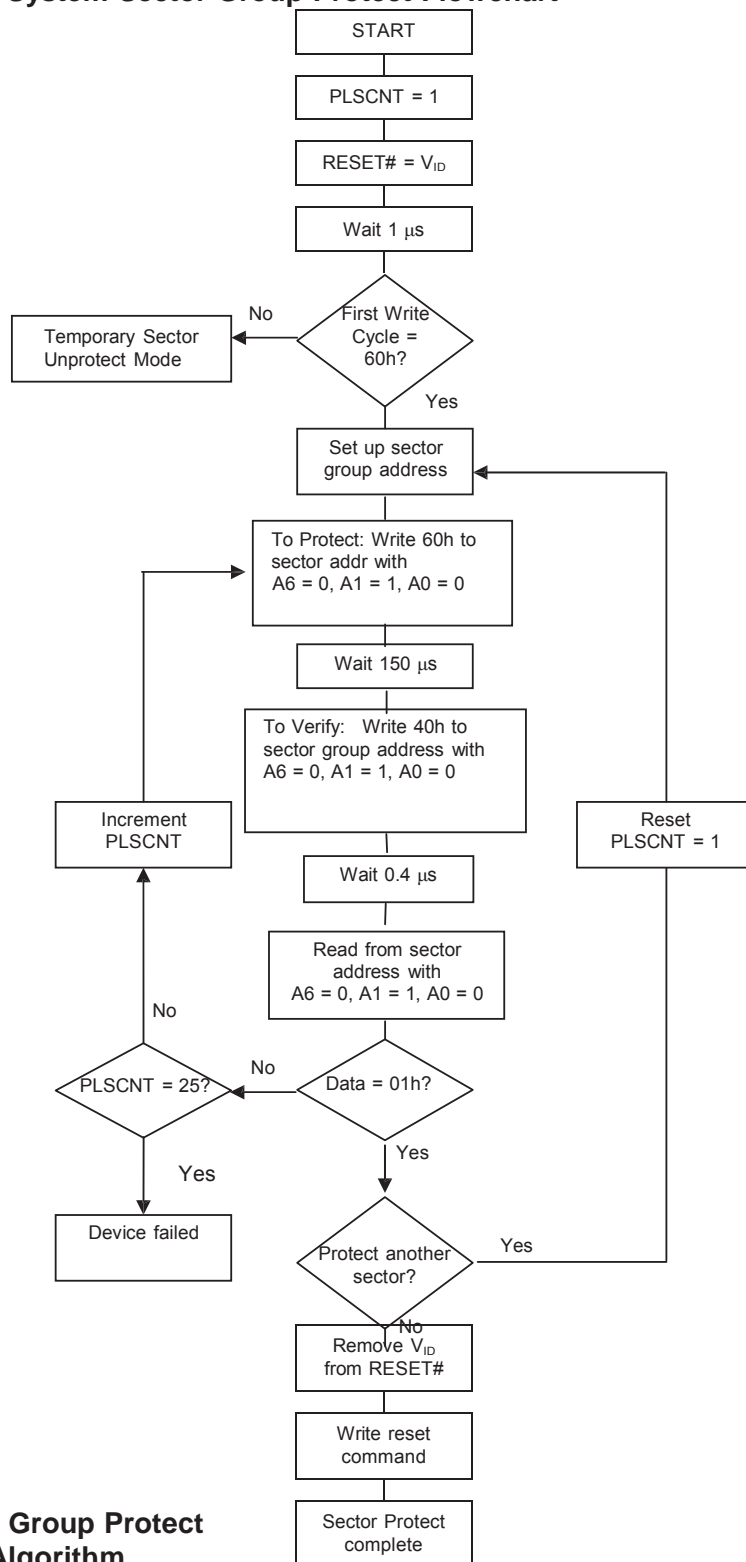 START
PLSCNT = 1
RESET# = VID
Wait 1 μs
First Write
Cycle =
60h?
No
Temporary Sector
Unprotect Mode
Yes
Set up sector
group address
To Protect: Write 60h to
sector addr with
A6 = 0, A1 = 1, A0 = 0
Wait 150 μs
To Verify: Write 40h to
sector group address with
A6 = 0, A1 = 1, A0 = 0
Increment
PLSCNT
Reset
PLSCNT = 1
Wait 0.4 μs
Read from sector
address with
A6 = 0, A1 = 1, A0 = 0
No
PLSCNT = 25?
No
Data = 01h?
Yes
Yes
Device failed
Protect another
sector?
Yes
No
Remove VID
from RESET#
Write reset
command
Sector Protect
complete
Group Protect
Algorithm